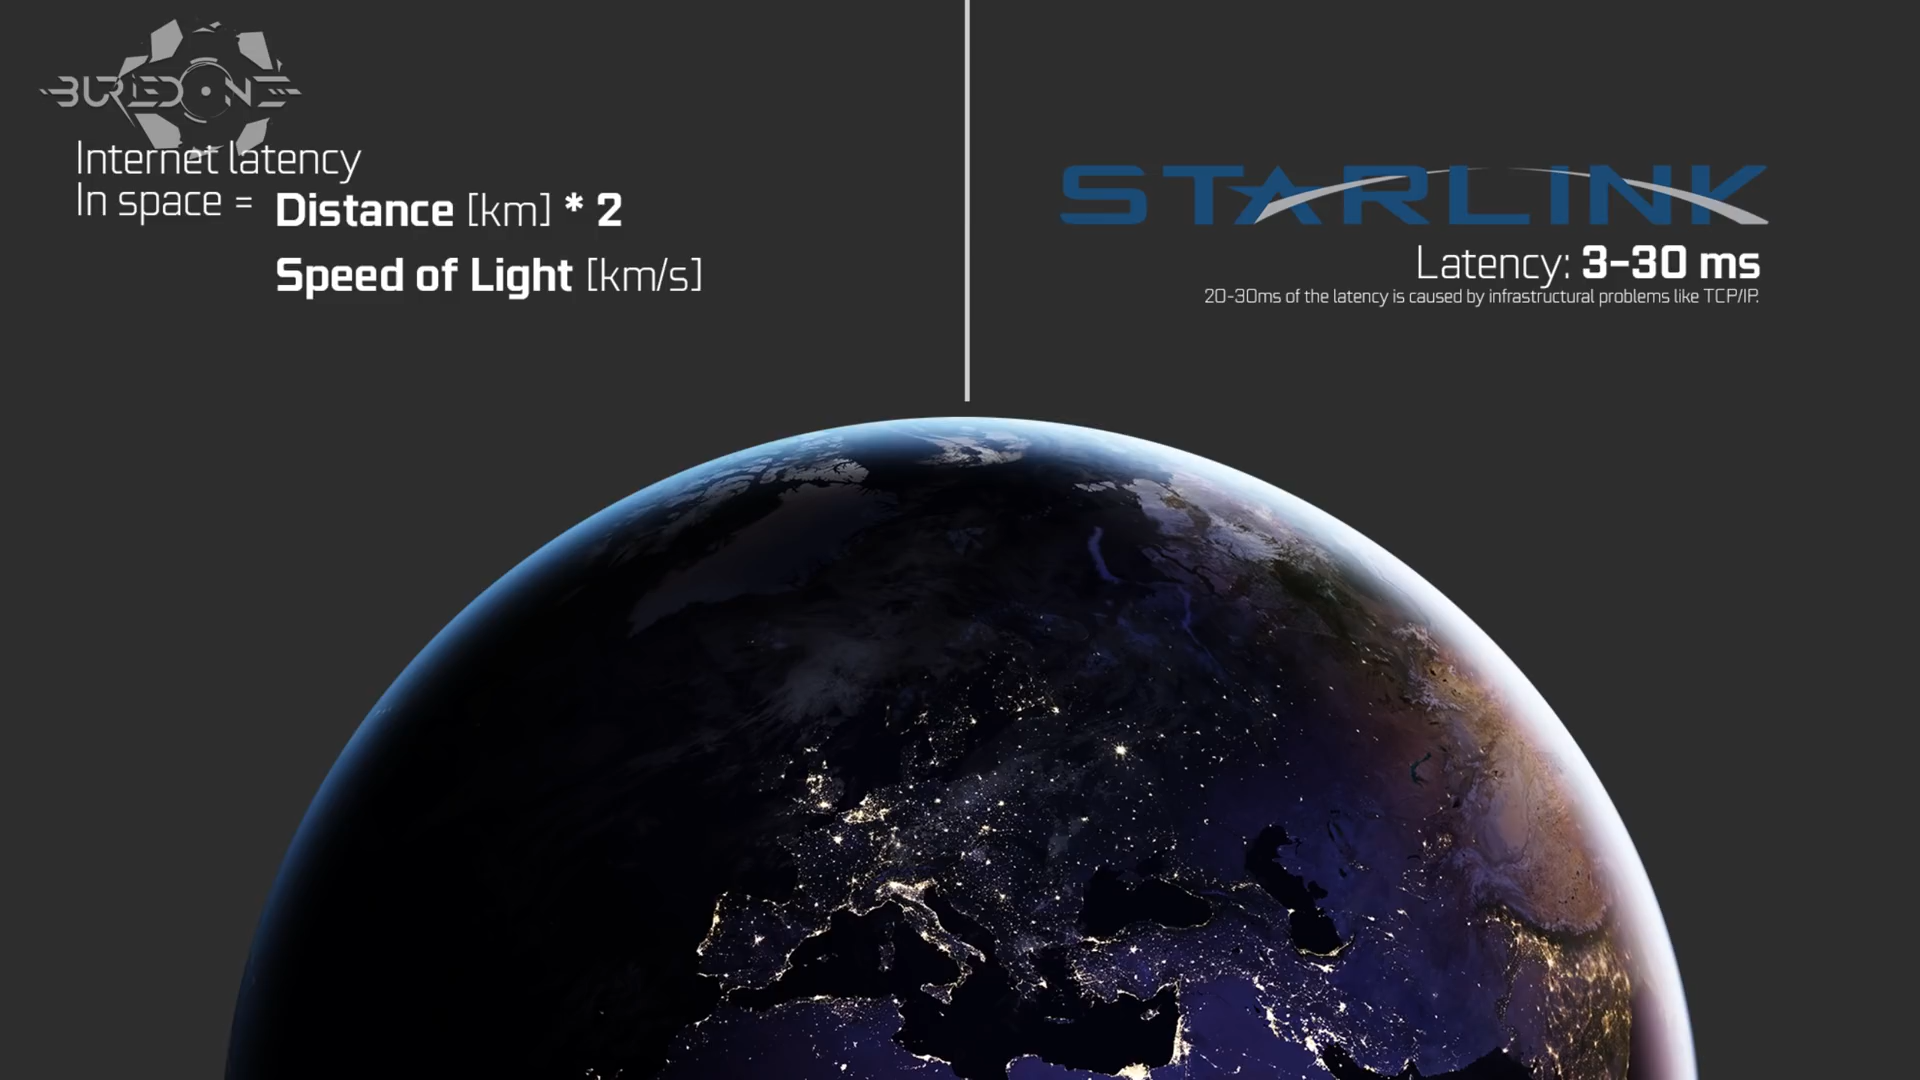 BURIEDONE
Internet latency
In space =
Distance [km] * 2
Speed of Light [km/s]
STARLINK
Latency: 3-30 ms
20-30ms of the latency is caused by infrastructural problems like TCP/IP.